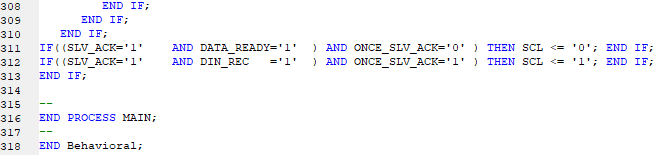 308 END IF;
309 END IF;
310 END IF;
311 IF((SLV_ACK='1' AND DATA_READY='1' ) AND ONCE_SLV_ACK='0' ) THEN SCL <= '0'; END IF;
312 IF((SLV_ACK='1' AND DIN_REC ='1' ) AND ONCE_SLV_ACK='1' ) THEN SCL <= '1'; END IF;
313 END IF;
314
315 --
316 END PROCESS MAIN;
317 --
318 END Behavioral;